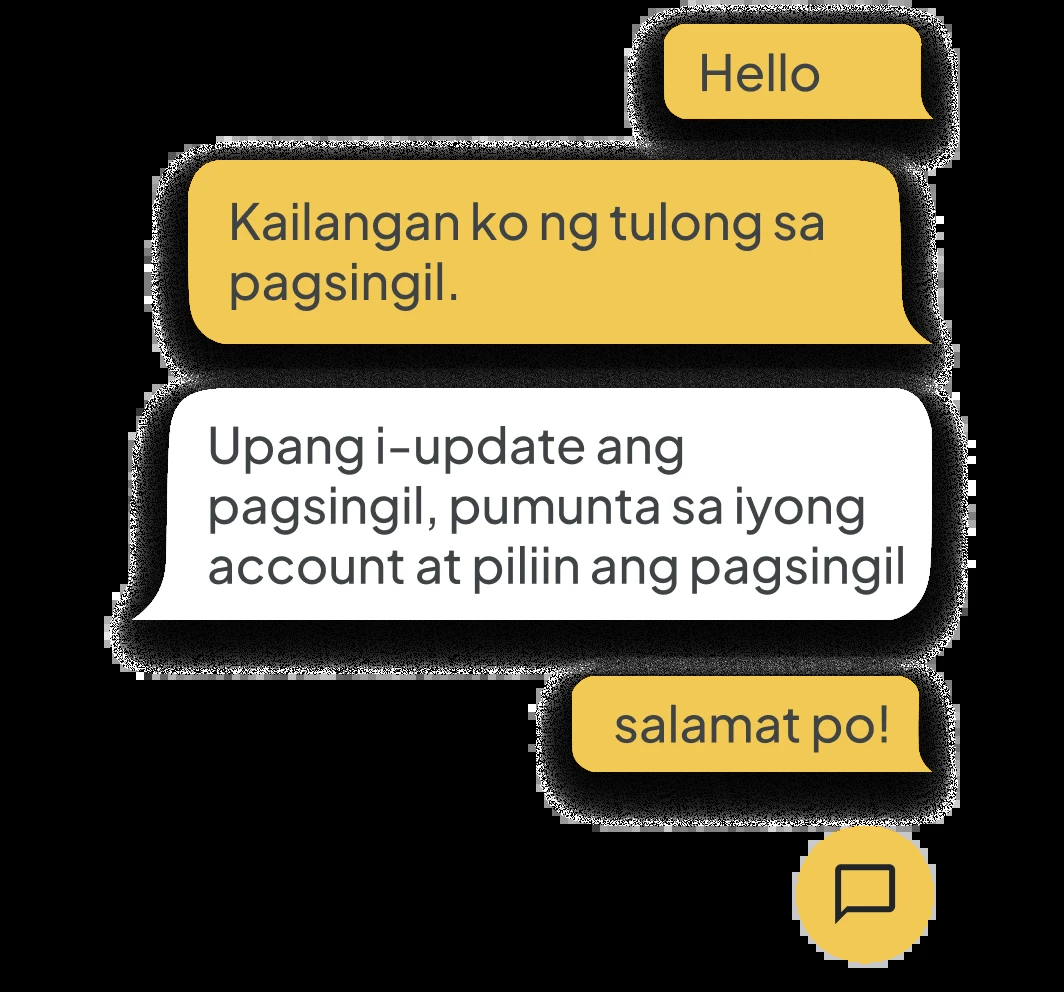 Hello
Kailangan ko ng tulong sa
pagsingil.
Upang i-update ang
pagsingil, pumunta sa iyong
account at piliin ang pagsingil
salamat po!